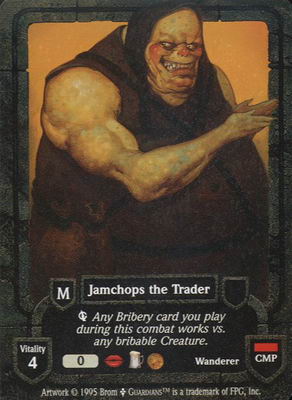 M
Jamchops the Trader
Any Bribery card you play
during this combat works vs.
any bribable Creature.
Vitality
4
0
Wanderer
CMP
Artwork © 1995 Brom GUARDIANS™ is a trademark of FPG, Inc.